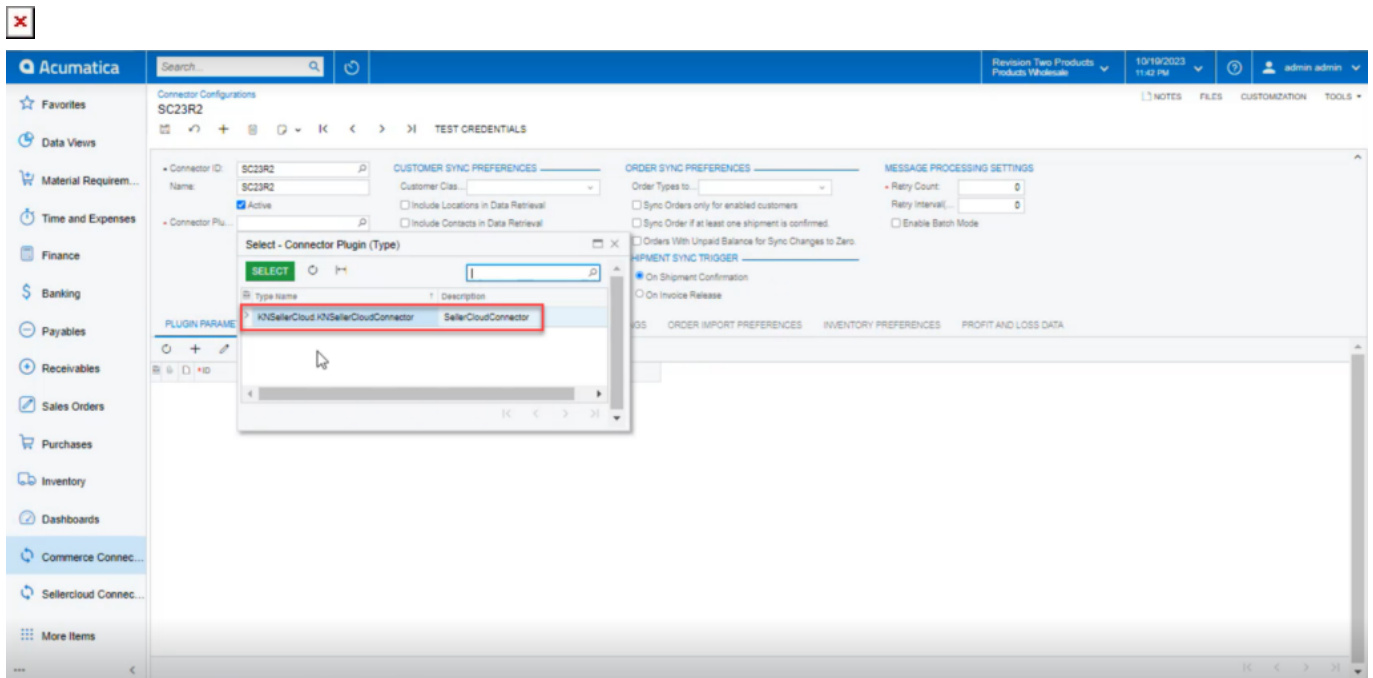 Acumatica
Search...
Revision Two Products
Products Wholesale
10/19/2023
11:42 PM
admin admin
Favorites
Data Views
Material Requirem...
Time and Expenses
Finance
Banking
Payables
Receivables
Sales Orders
Purchases
Inventory
Dashboards
Commerce Connec...
Sellercloud Connec...
More Items
Connector Configurations
SC23R2
NOTES FILES CUSTOMIZATION TOOLS
TEST CREDENTIALS
Connector ID: SC23R2
Name: SC23R2
Active
Connector Plu...
CUSTOMER SYNC PREFERENCES
Customer Clas...
Include Locations in Data Retrieval
Include Contacts in Data Retrieval
ORDER SYNC PREFERENCES
Order Types to...
Sync Orders only for enabled customers
Sync Order if at least one shipment is confirmed.
Orders With Unpaid Balance for Sync Changes to Zero.
HIPMENT SYNC TRIGGER
On Shipment Confirmation
On Invoice Release
MESSAGE PROCESSING SETTINGS
Retry Count: 0
Retry Interval(... 0
Enable Batch Mode
Select - Connector Plugin (Type)
SELECT
Type Name Description
KNSellerCloud.KNSellerCloudConnector SellerCloudConnector
PLUGIN PARAME
GS ORDER IMPORT PREFERENCES INVENTORY PREFERENCES PROFIT AND LOSS DATA
ID